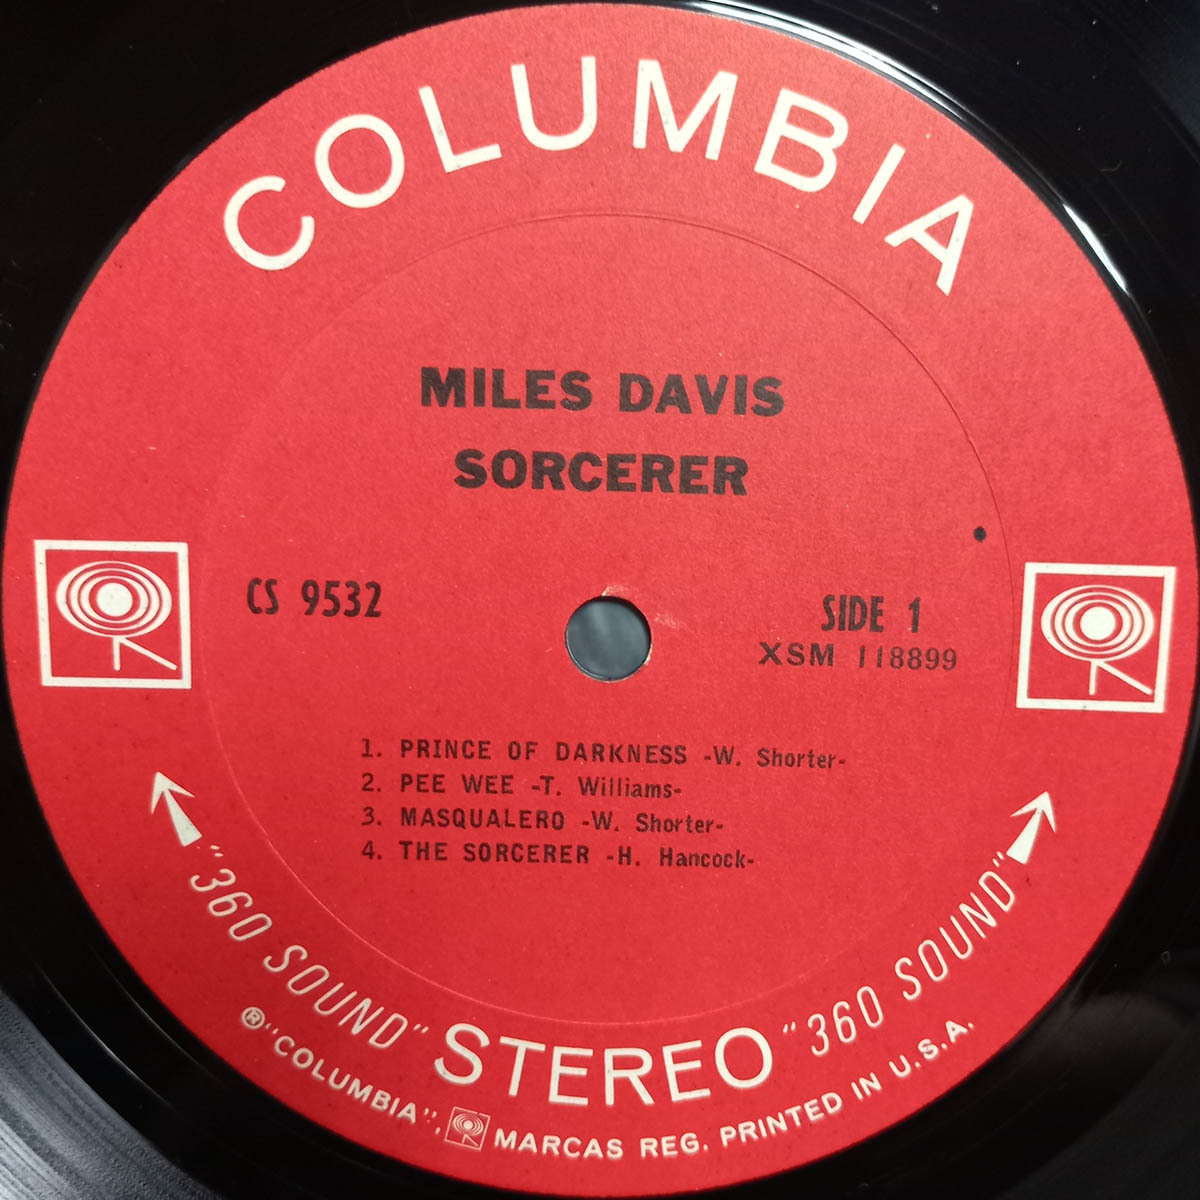 COLUMBIA
MILES DAVIS
SORCERER
CS 9532
SIDE 1
XSM 118899
1. PRINCE OF DARKNESS -W. Shorter-
2. PEE WEE -T. Williams-
3. MASQUALERO -W. Shorter-
4. THE SORCERER -H. Hancock-
"360 SOUND" STEREO "360 SOUND"
® "COLUMBIA", MARCAS REG. PRINTED IN U.S.A.